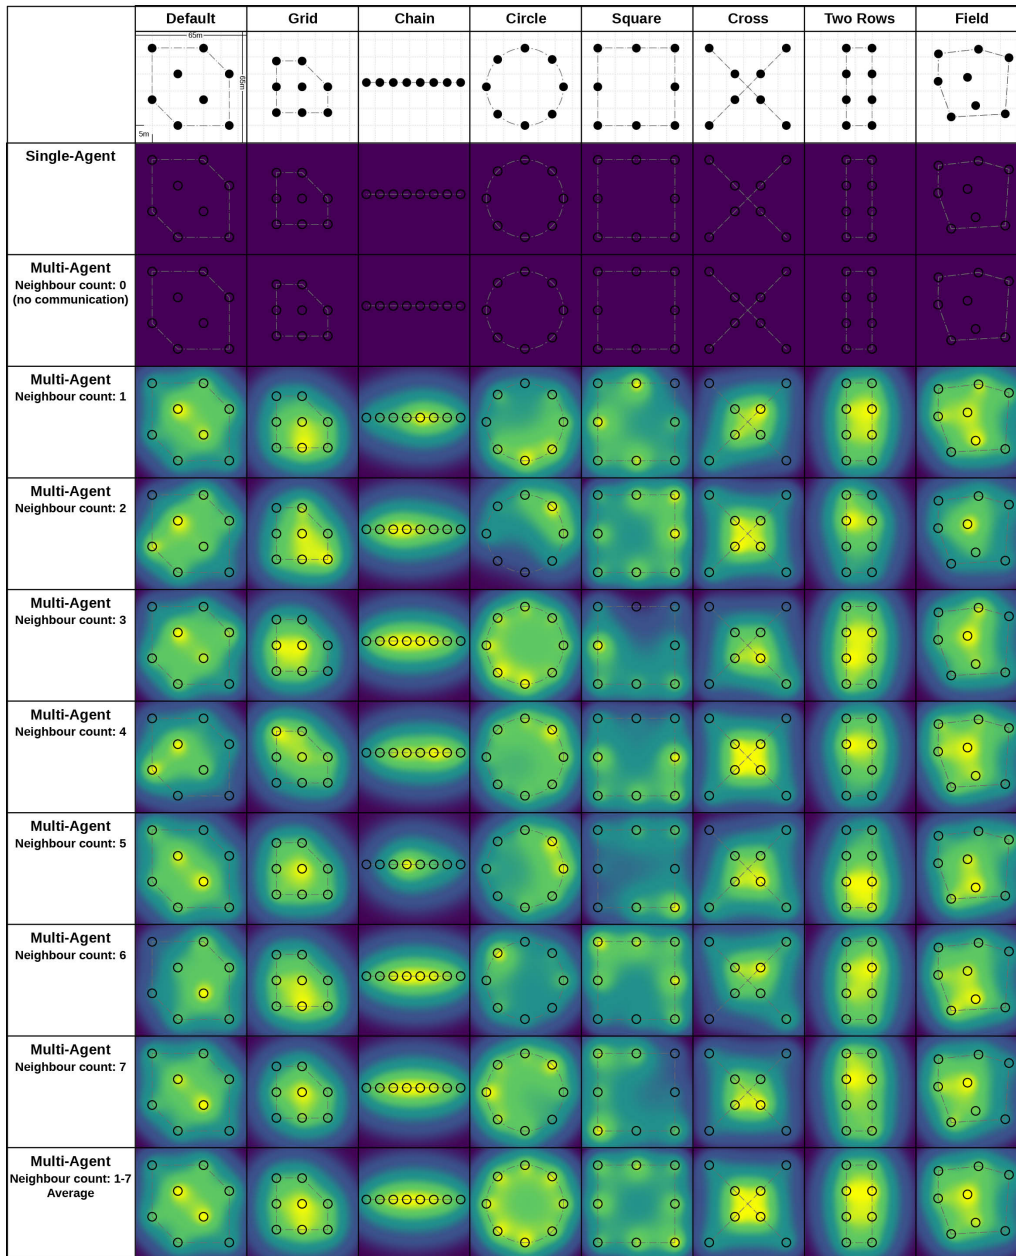 Default Grid Chain Circle Square Cross Two Rows Field
65m
65m
5m
Single-Agent
Multi-Agent
Neighbour count: 0
(no communication)
Multi-Agent
Neighbour count: 1
Multi-Agent
Neighbour count: 2
Multi-Agent
Neighbour count: 3
Multi-Agent
Neighbour count: 4
Multi-Agent
Neighbour count: 5
Multi-Agent
Neighbour count: 6
Multi-Agent
Neighbour count: 7
Multi-Agent
Neighbour count: 1-7
Average